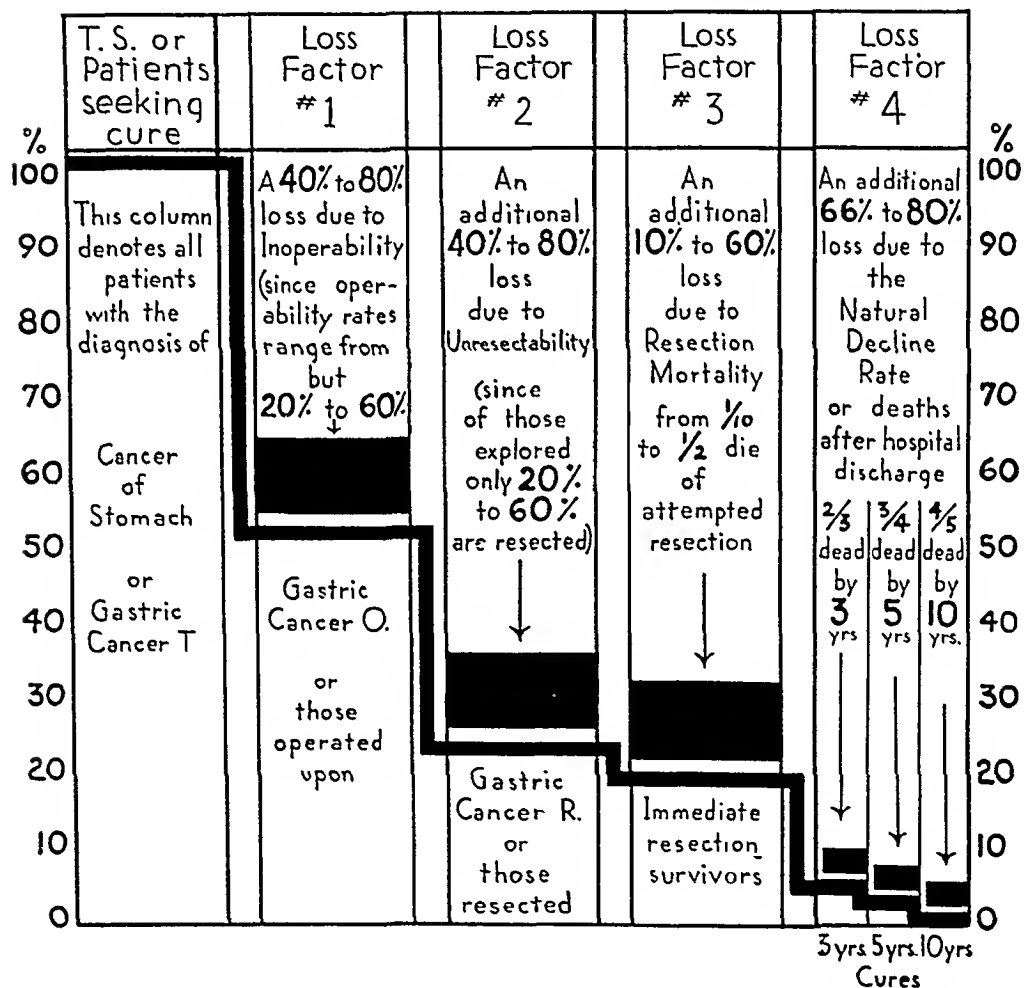 T.S. or
Patients
seeking
cure
Loss
Factor
# 1
Loss
Factor
# 2
Loss
Factor
# 3
Loss
Factor
# 4
%
100
90
80
70
60
50
40
30
20
10
0
This column
denotes all
patients
with the
diagnosis of
Cancer
of
Stomach
or
Gastric
Cancer T
A 40% to 80%
loss due to
Inoperability
(since oper-
ability rates
range from
but
20% to 60%
Gastric
Cancer O.
or
those
operated
upon
An
additional
40% to 80%
loss
due to
Unresectability
(since
of those
explored
only 20%
to 60%
are resected)
Gastric
Cancer R.
or
those
resected
An
additional
10% to 60%
loss
due to
Resection
Mortality
from 1/10
to 1/2 die
of
attempted
resection
Immediate
resection
survivors
An additional
66% to 80%
loss due to
the
Natural
Decline
Rate
or deaths
after hospital
discharge
2/3
dead
by
3
yrs
3/4
dead
by
5
yrs
4/5
dead
by
10
yrs.
%
100
90
80
70
60
50
40
30
20
10
0
3yrs. 5yrs. 10yrs
Cures